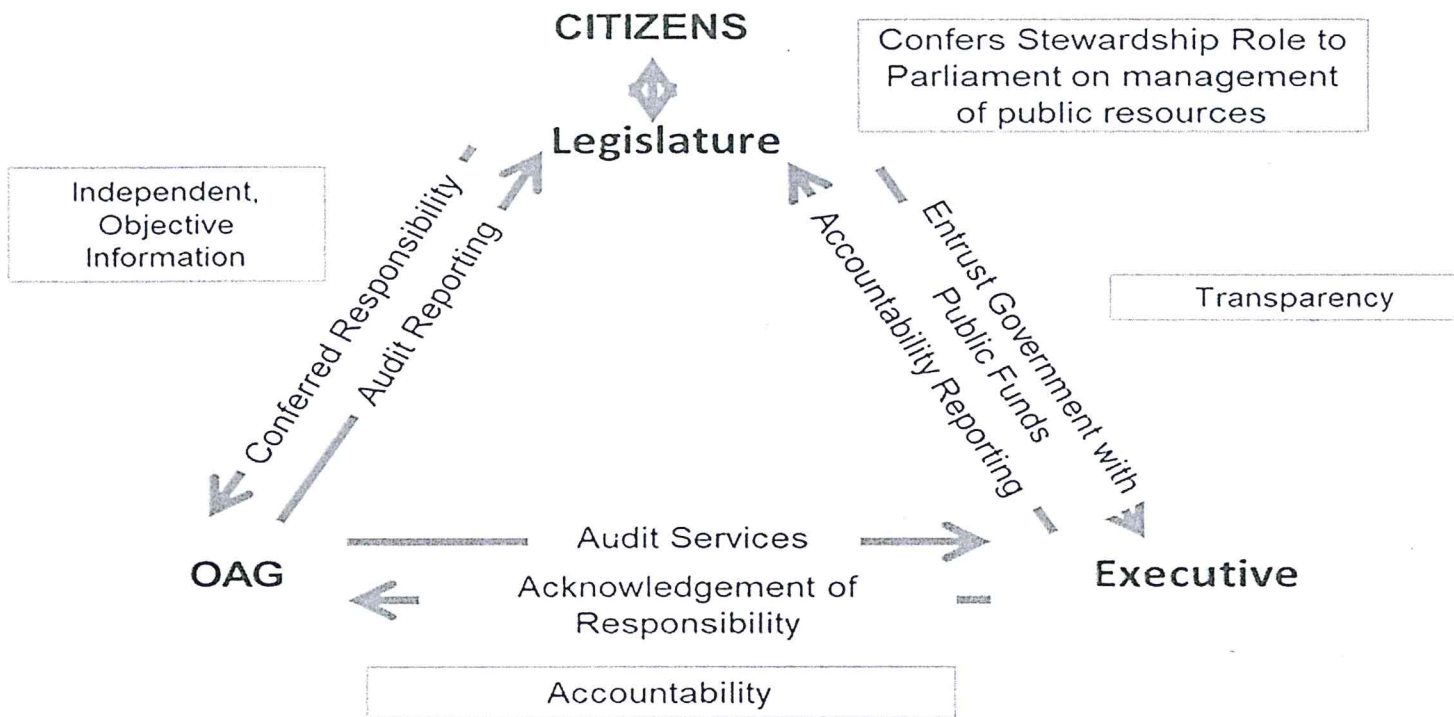 CITIZENS
Confers Stewardship Role to
Parliament on management
of public resources
Legislature
Independent,
Objective
Information
Conferred Responsibility
Audit Reporting
Accountability Reporting
Entrust Government with
Public Funds
Transparency
OAG
Audit Services
Executive
Acknowledgement of
Responsibility
Accountability